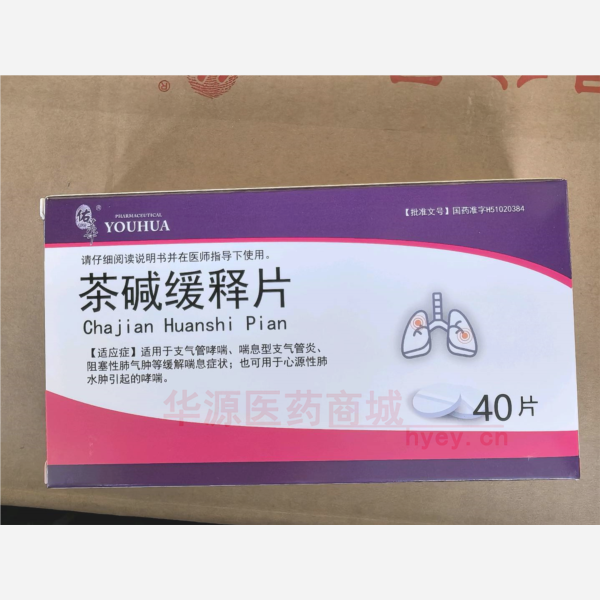 佑华
®
PHARMACEUTICAL
YOUHUA
【批准文号】国药准字H51020384
请仔细阅读说明书并在医师指导下使用。
茶碱缓释片
Chajian Huanshi Pian
【适应症】适用于支气管哮喘、喘息型支气管炎、
阻塞性肺气肿等缓解喘息症状；也可用于心源性肺
水肿引起的哮喘。
40片
华源医药商城
hyey.cn
®